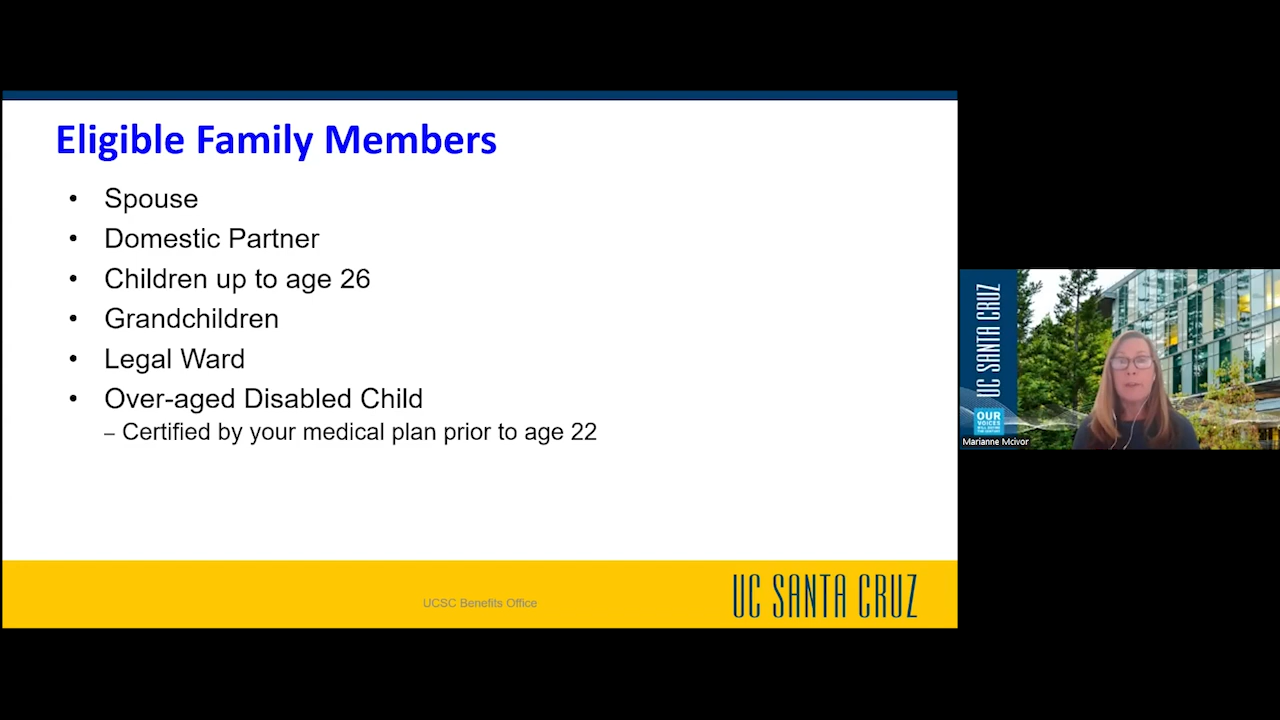 Eligible Family Members
• Spouse
• Domestic Partner
• Children up to age 26
• Grandchildren
• Legal Ward
• Over-aged Disabled Child
– Certified by your medical plan prior to age 22
UCSC Benefits Office
UC SANTA CRUZ
UC SANTA CRUZ
OUR
VOICES
Marianne Mcivor